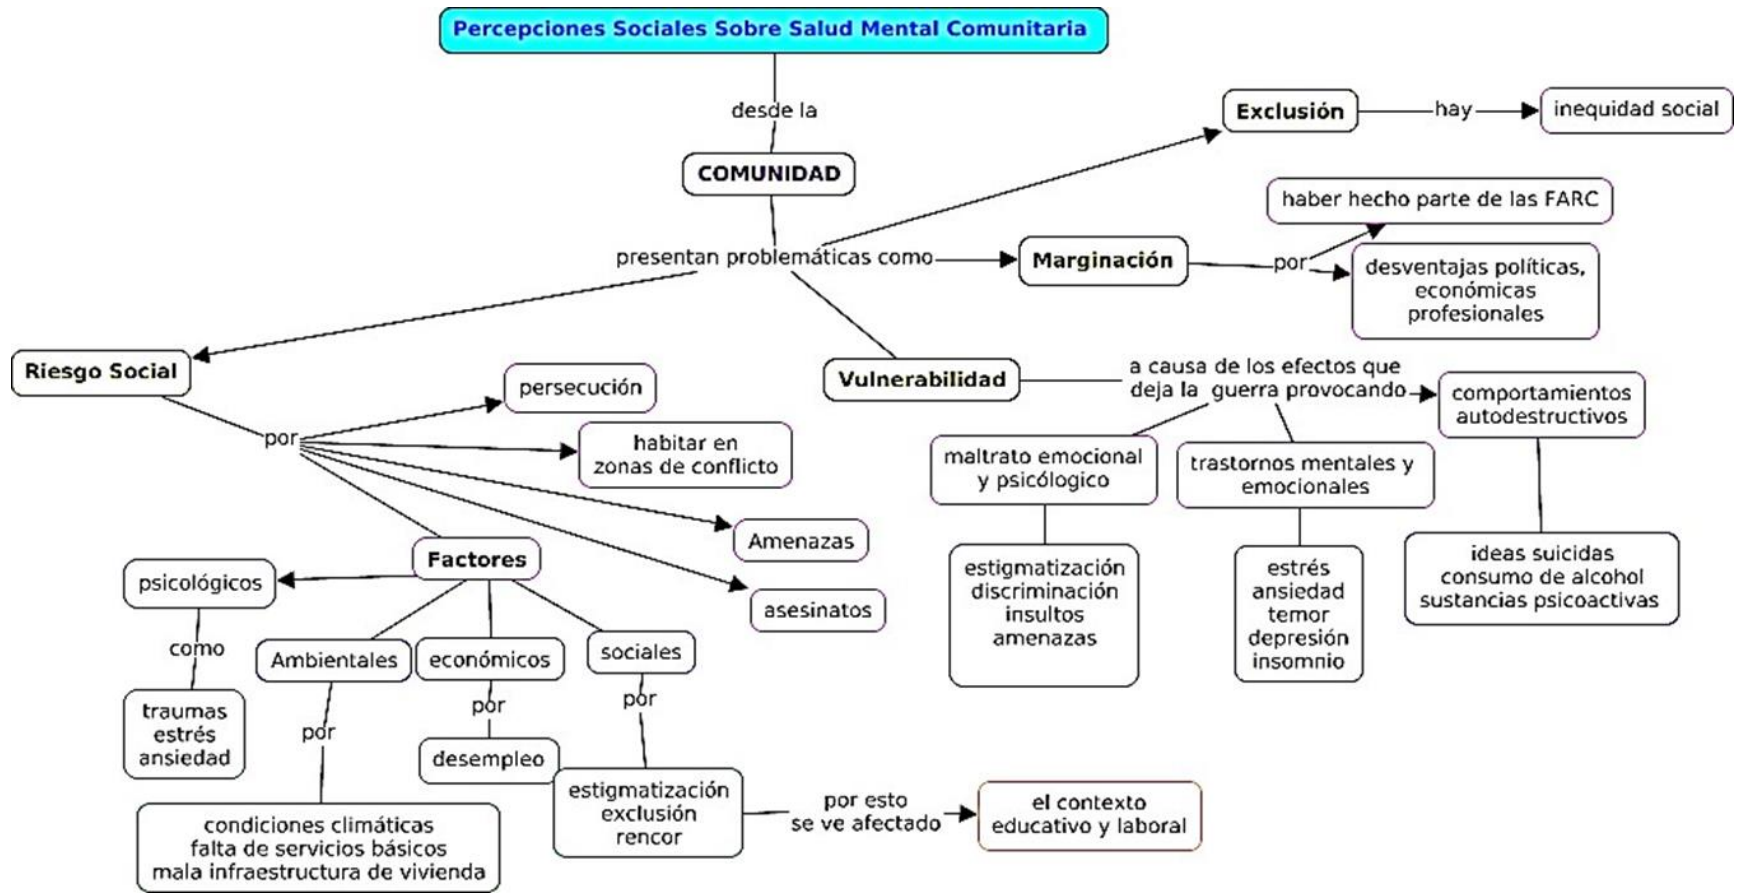 Percepciones Sociales Sobre Salud Mental Comunitaria
desde la
COMUNIDAD
presentan problemáticas como
Exclusión
hay
inequidad social
Marginación
por
haber hecho parte de las FARC
desventajas políticas,
económicas
profesionales
Riesgo Social
por
persecución
habitar en
zonas de conflicto
Amenazas
asesinatos
Factores
psicológicos
como
traumas
estrés
ansiedad
Ambientales
por
condiciones climáticas
falta de servicios básicos
mala infraestructura de vivienda
económicos
por
desempleo
sociales
por
estigmatización
exclusión
rencor
por esto
se ve afectado
el contexto
educativo y laboral
Vulnerabilidad
a causa de los efectos que
deja la guerra provocando
maltrato emocional
y psicólogico
estigmatización
discriminación
insultos
amenazas
trastornos mentales y
emocionales
estrés
ansiedad
temor
depresión
insomnio
comportamientos
autodestructivos
ideas suicidas
consumo de alcohol
sustancias psicoactivas